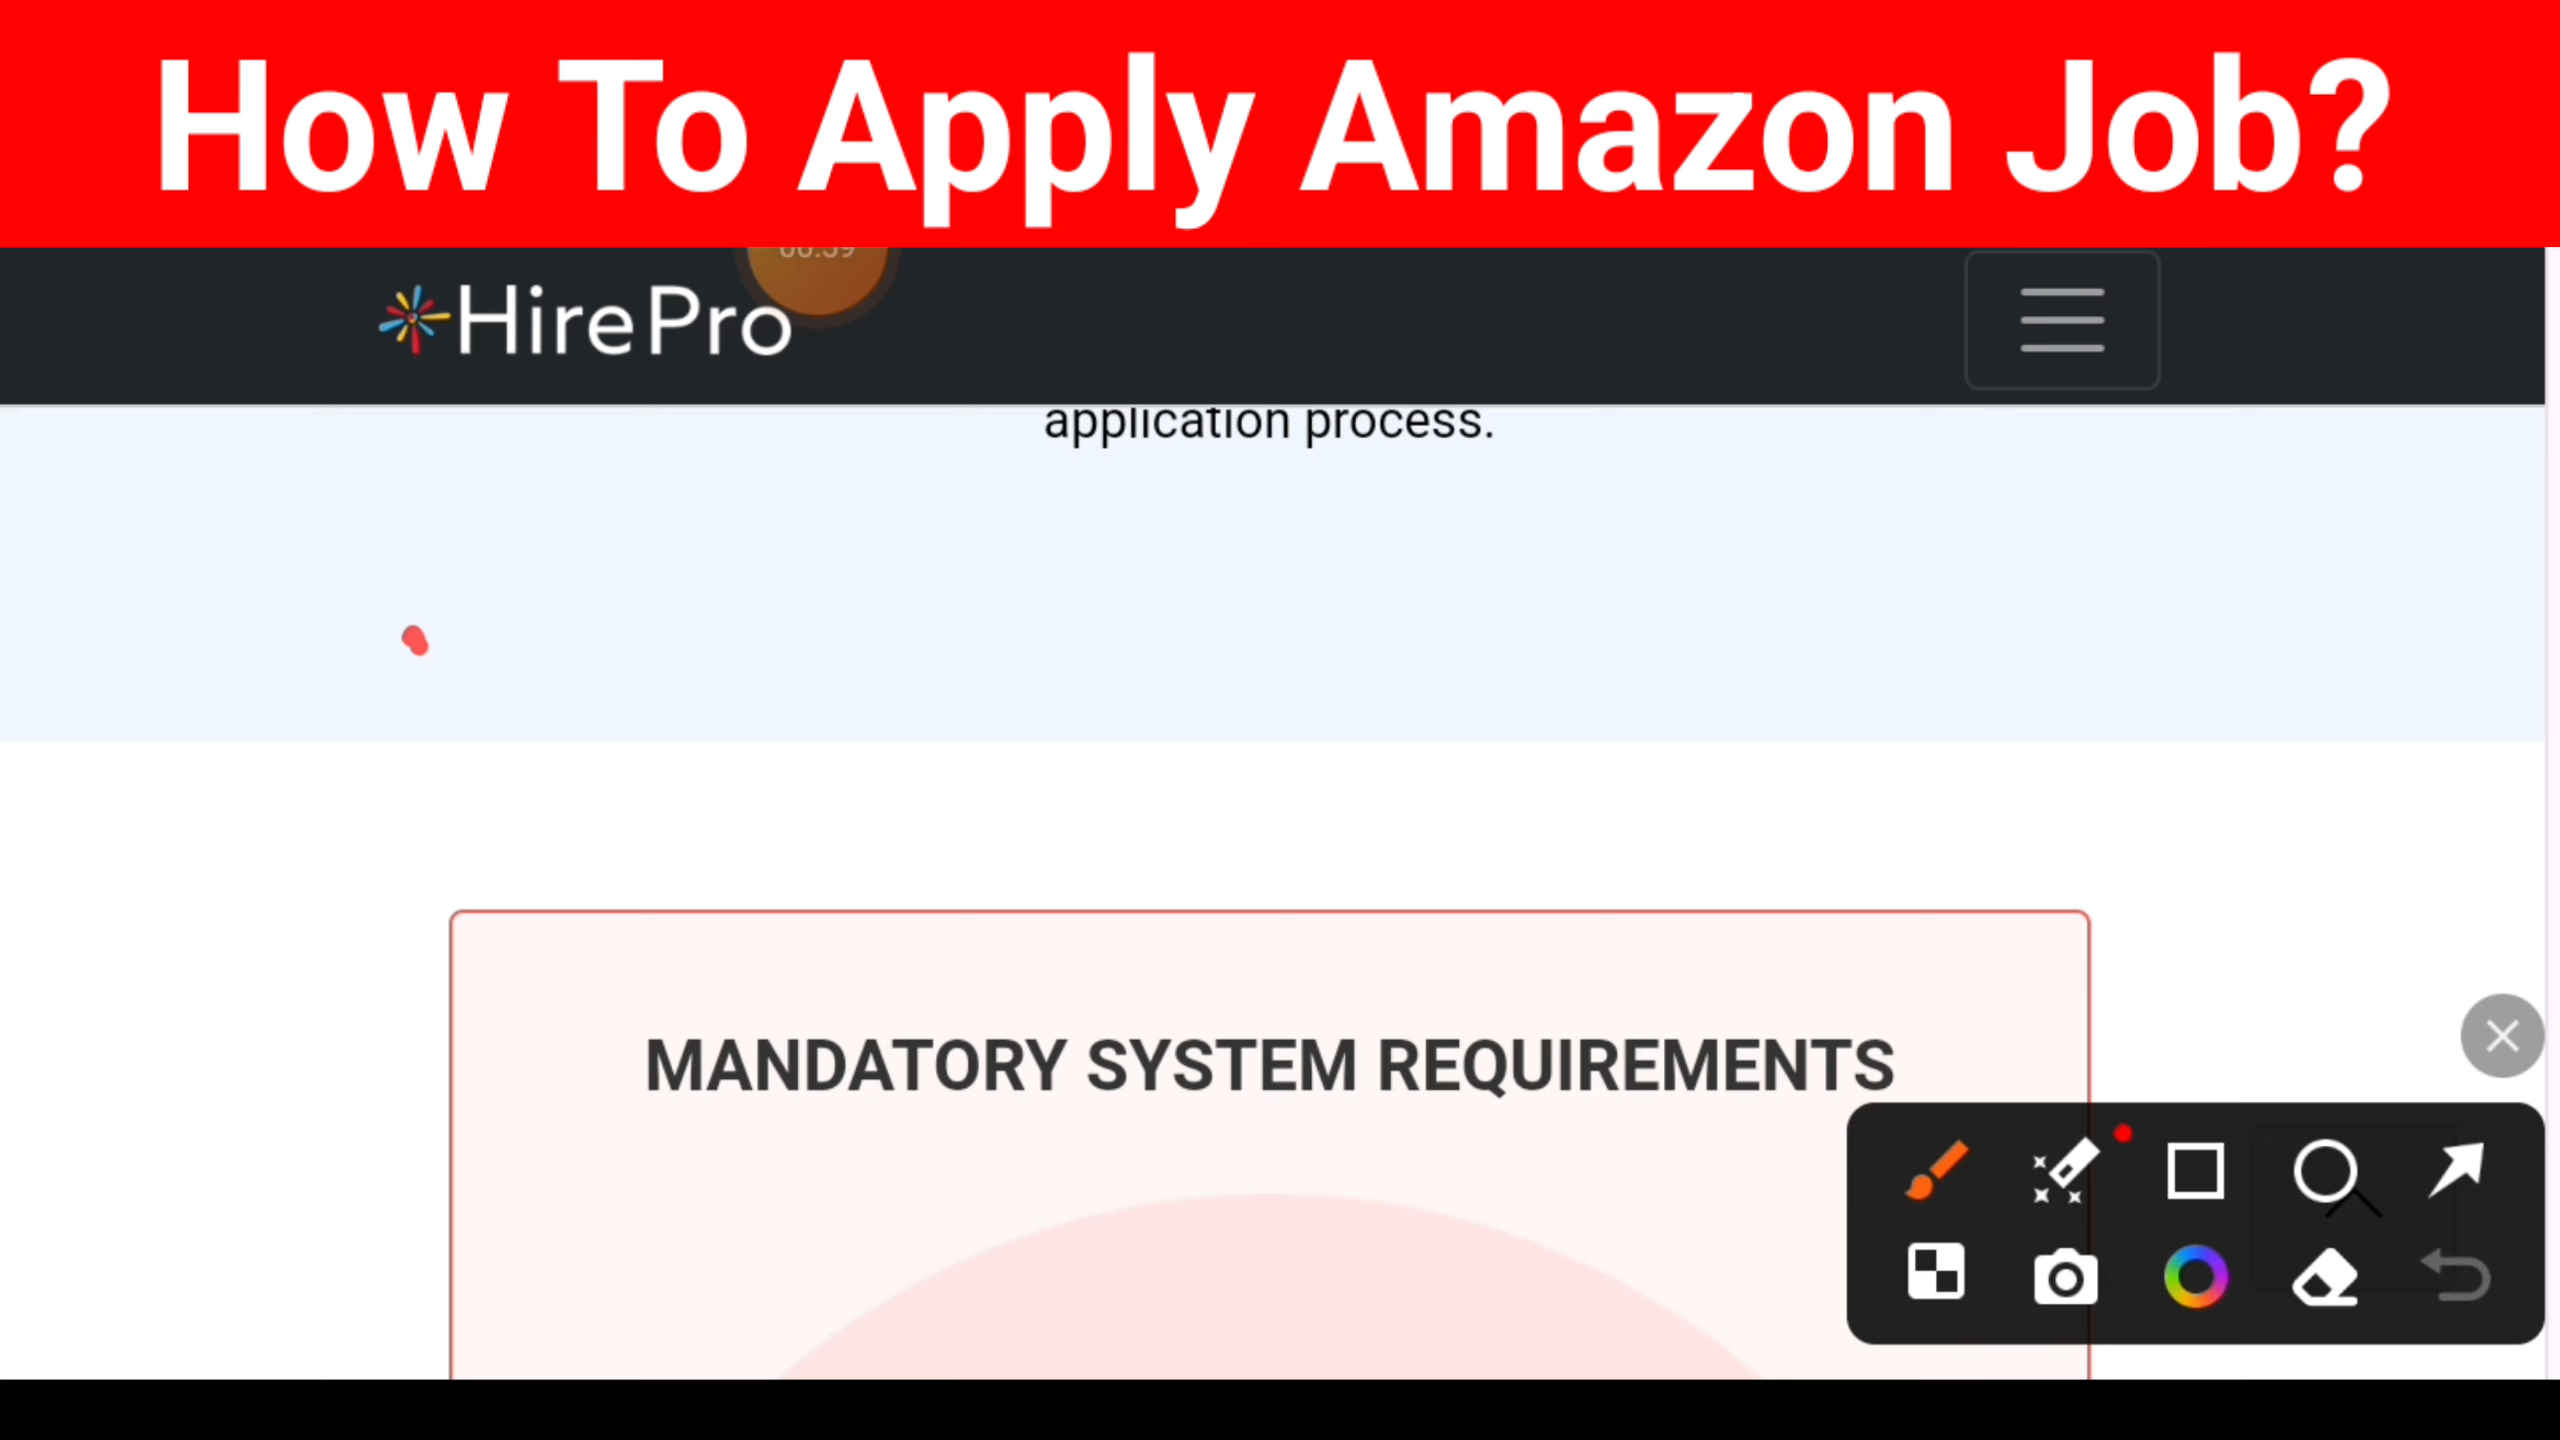 How To Apply Amazon Job?
HirePro
application process.
MANDATORY SYSTEM REQUIREMENTS